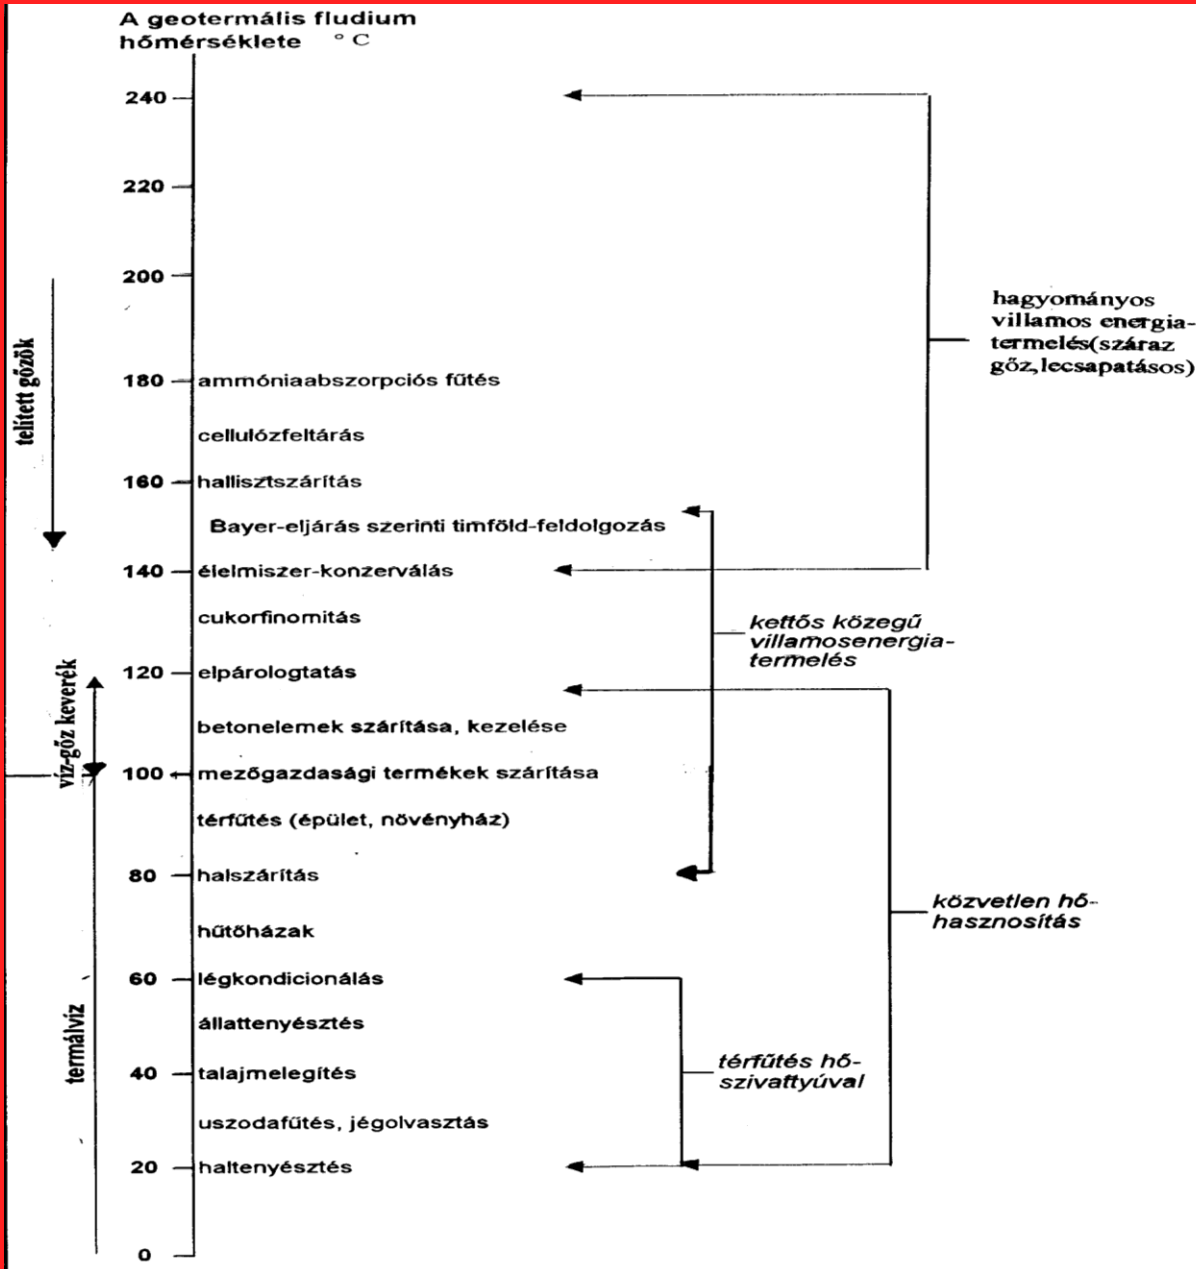 A geotermális fludium
hőmérséklete ° C
240
220
200
180 ammóniaabszorpciós fűtés
cellulózfeltárás
160 hallisztszárítás
Bayer-eljárás szerinti timföld-feldolgozás
140 élelmiszer-konzerválás
cukorfinomitás
120 elpárologtatás
betonelemek szárítása, kezelése
100 mezőgazdasági termékek szárítása
térfűtés (épület, növényház)
80 halszárítás
hűtőházak
60 légkondicionálás
állattenyésztés
40 talajmelegítés
uszodafűtés, jégolvasztás
20 haltenyésztés
0
telített gőzök
víz-gőz keverék
termálvíz
hagyományos
villamos energia-
termelés(száraz
gőz,lecsapatásos)
kettős közegű
villamosenergia-
termelés
közvetlen hő-
hasznosítás
térfűtés hő-
szivattyúval